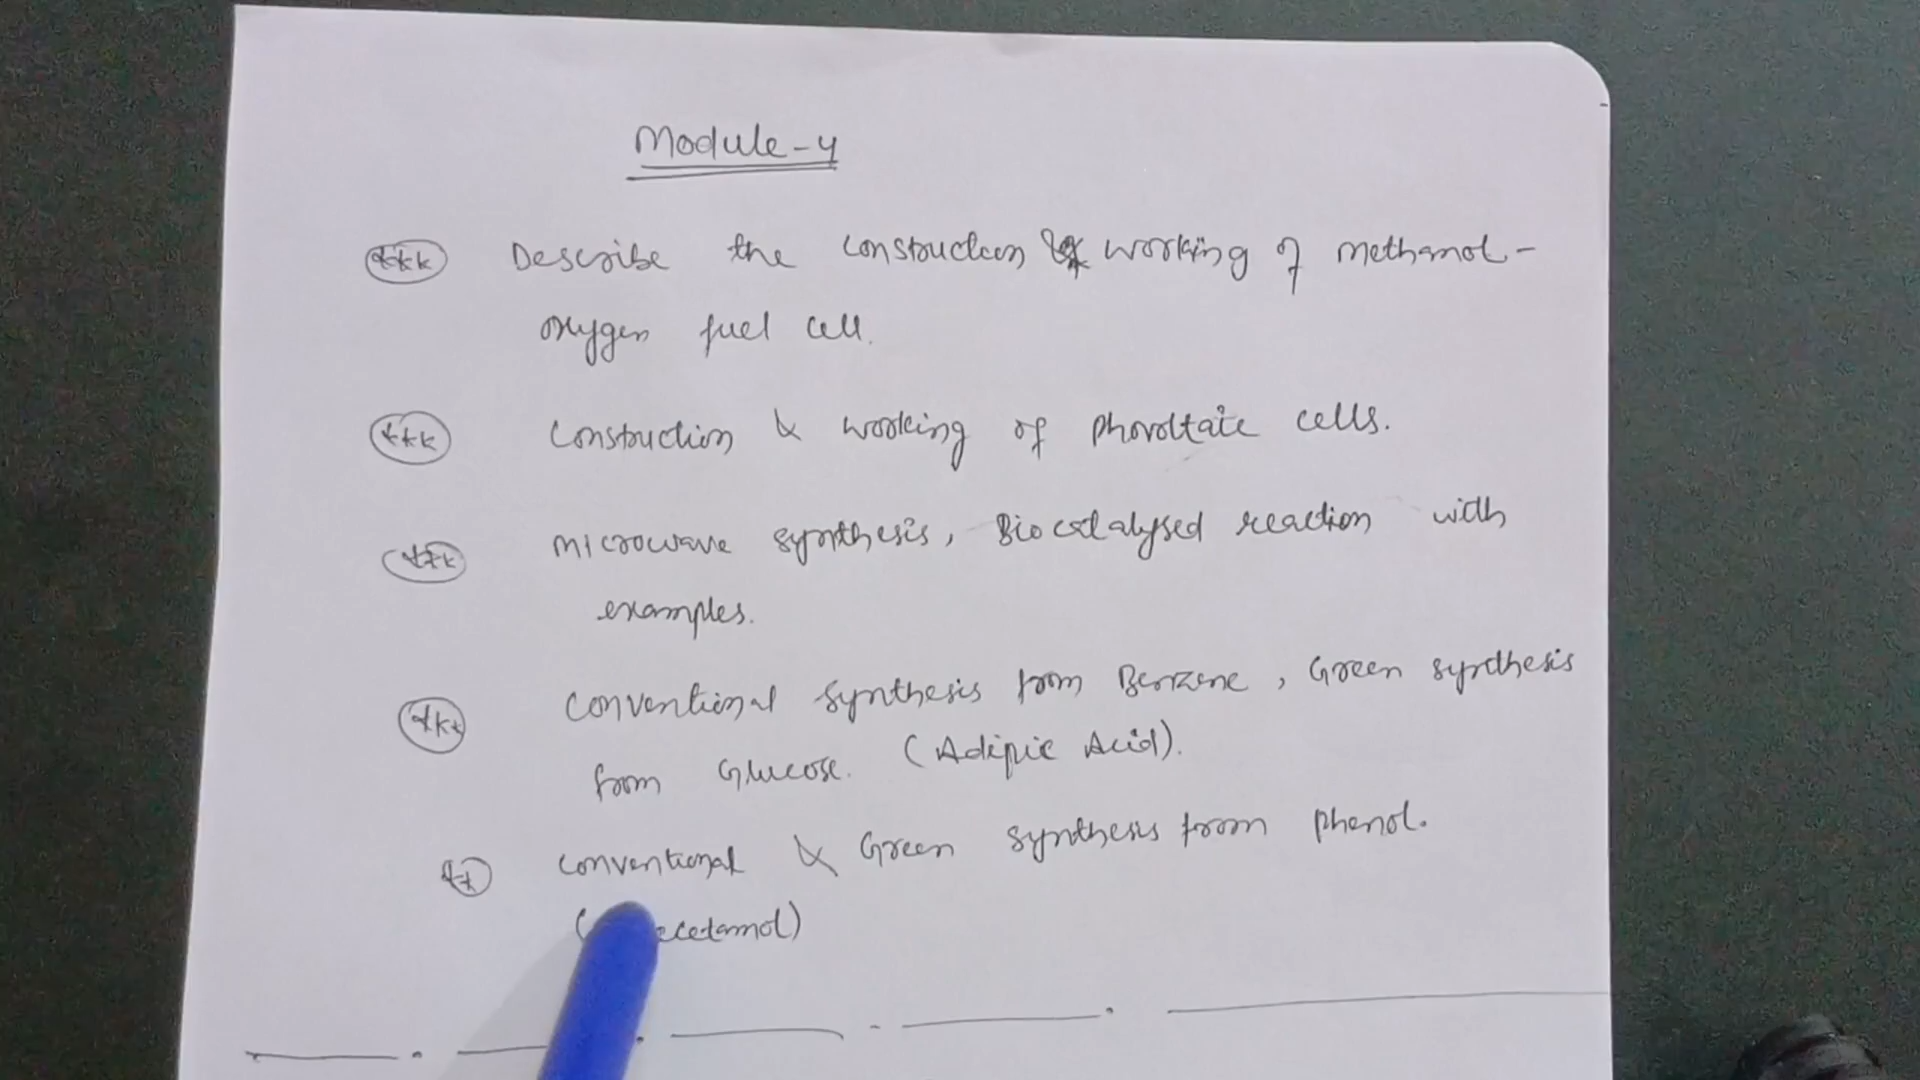 Module-4
*** Describe the construction & working of methanol-
oxygen fuel cell.
*** Construction & working of phovoltaic cells.
*** microwave synthesis, Biocatalysed reaction with
examples.
*** conventional synthesis from Benzene, Green synthesis
from Glucose. (Adipic Acid).
** conventional & Green synthesis from phenol.